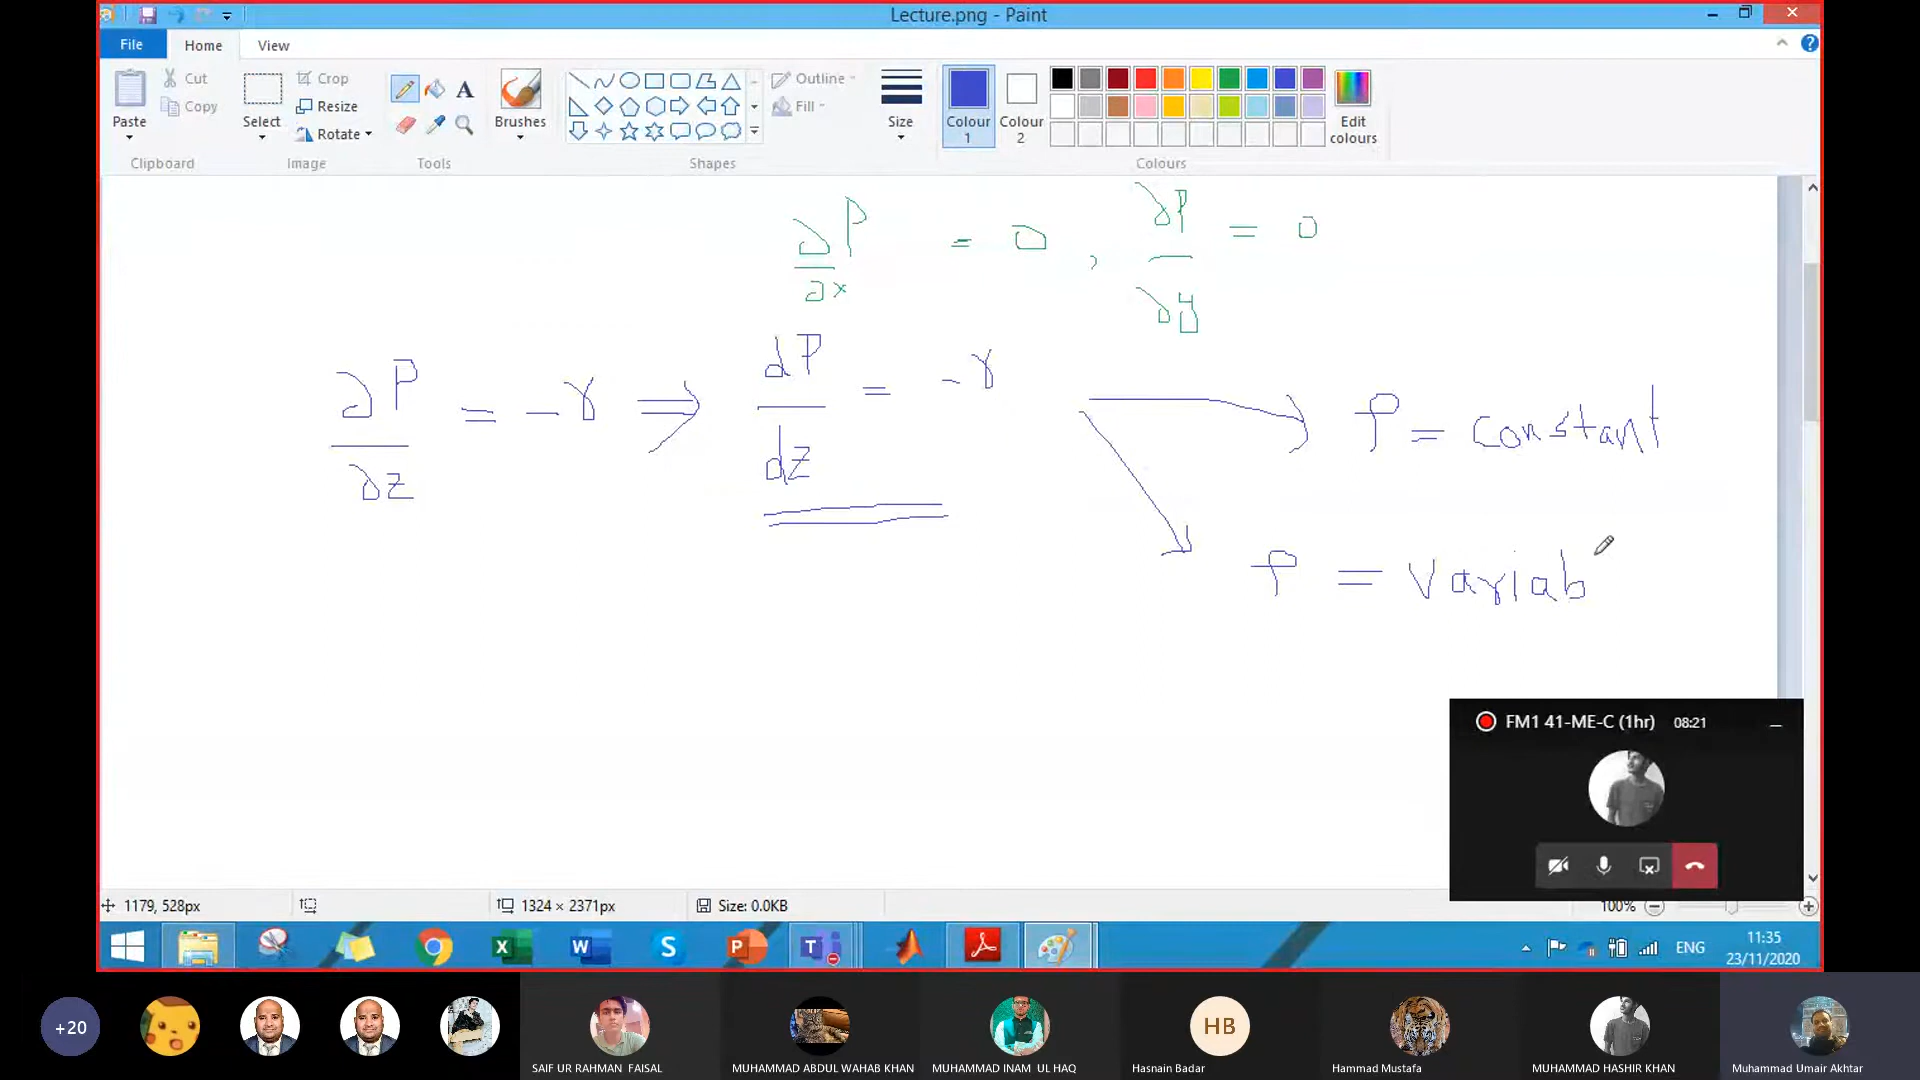 Lecture.png - Paint
File Home View
Paste
Cut
Copy
Clipboard
Select
Crop
Resize
Rotate
Image
A
Tools
Brushes
Shapes
Outline
Fill
Size
Colour 1
Colour 2
Edit colours
Colours
∂P/∂x = 0 , ∂P/∂y = 0
∂P/∂z = -γ ⇒ dP/dz = -γ
ρ = constant
ρ = Variab
FM1 41-ME-C (1hr) 08:21
1179, 528px
1324 × 2371px
Size: 0.0KB
100%
ENG
11:35
23/11/2020
+20
SAIF UR RAHMAN FAISAL
MUHAMMAD ABDUL WAHAB KHAN
MUHAMMAD INAM UL HAQ
HB
Hasnain Badar
Hammad Mustafa
MUHAMMAD HASHIR KHAN
Muhammad Umair Akhtar